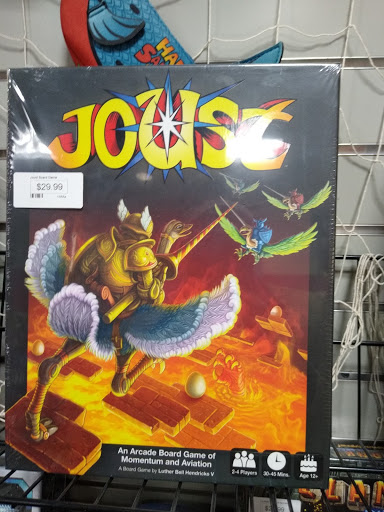 JOUST
Joust Board Game
$29.99
An Arcade Board Game of
Momentum and Aviation
A Board Game by Luther Bell Hendricks V
2-4 Players
30-45 Mins.
Age 12+